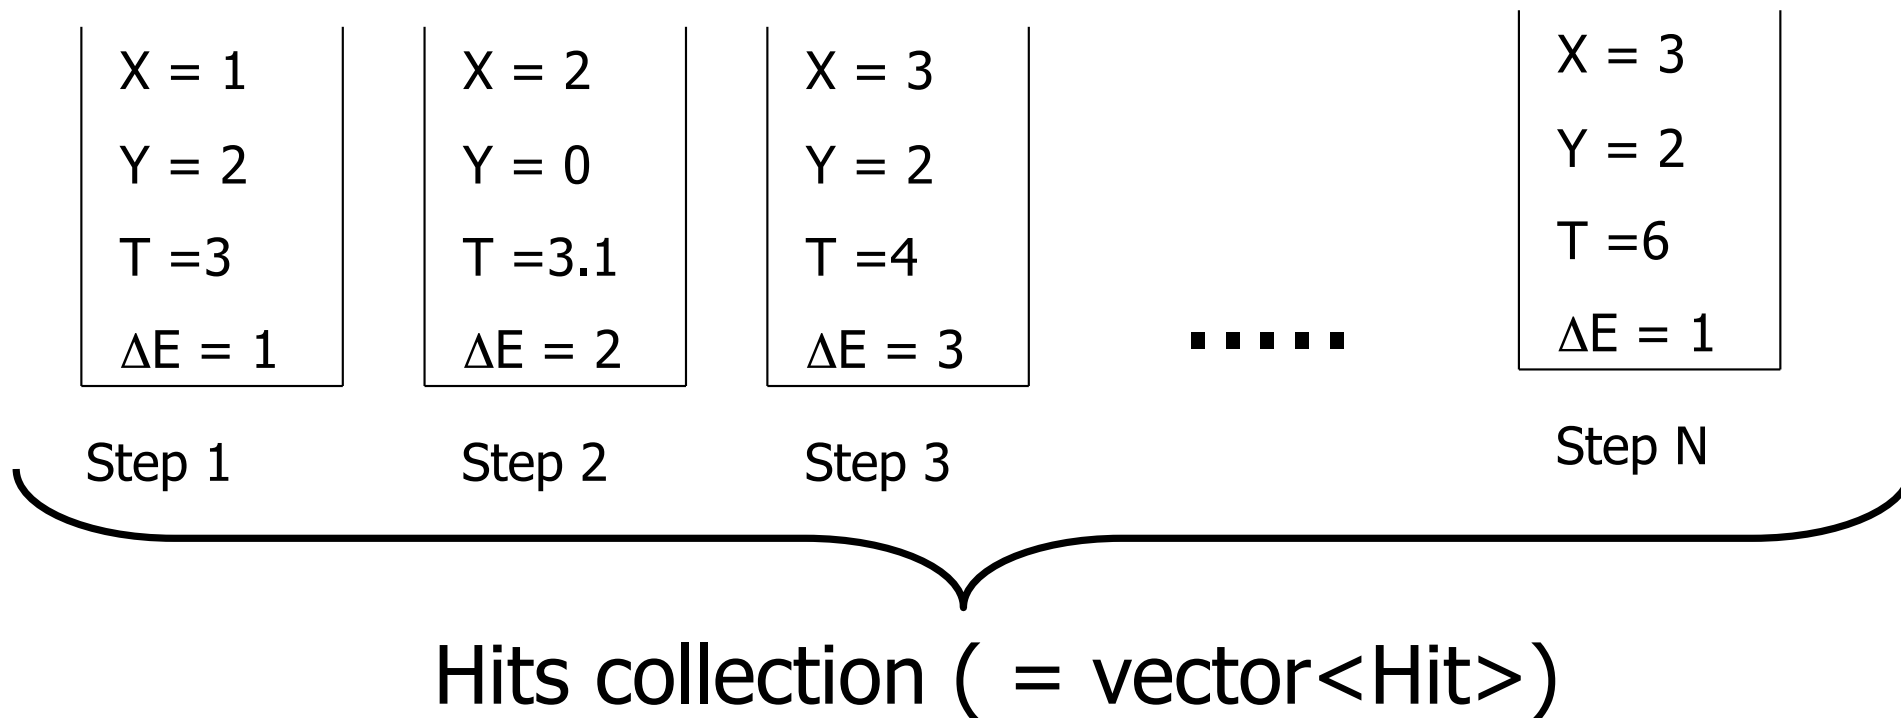 X = 1
Y = 2
T =3
ΔE = 1
Step 1
X = 2
Y = 0
T =3.1
ΔE = 2
Step 2
X = 3
Y = 2
T =4
ΔE = 3
Step 3
.....
X = 3
Y = 2
T =6
ΔE = 1
Step N
Hits collection ( = vector<Hit>)